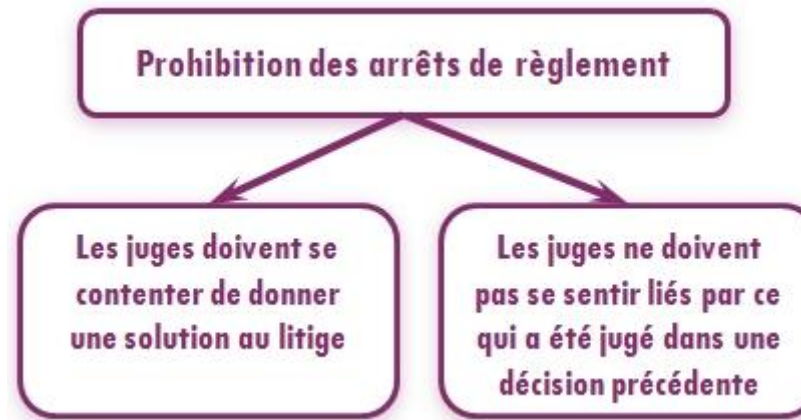 Prohibition des arrêts de règlement
Les juges doivent se
contenter de donner
une solution au litige
Les juges ne doivent
pas se sentir liés par ce
qui a été jugé dans une
décision précédente